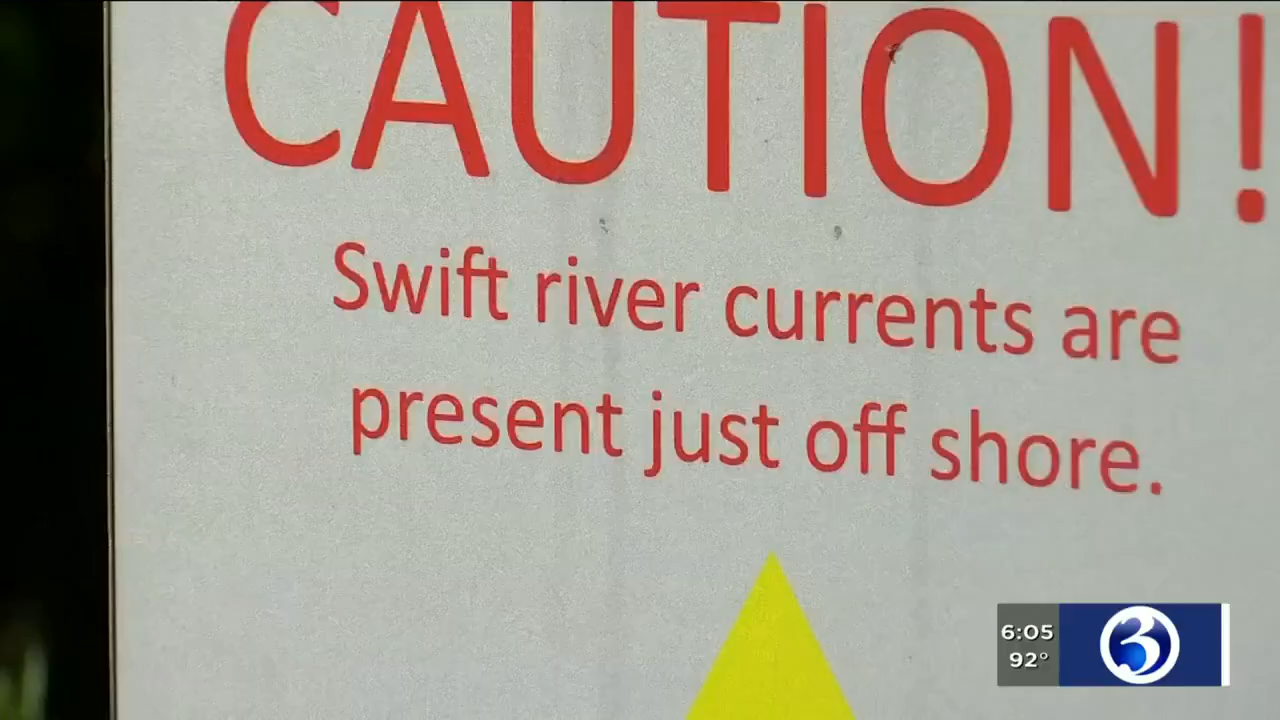 CAUTION!
Swift river currents are
present just off shore.
6:05
92°
3